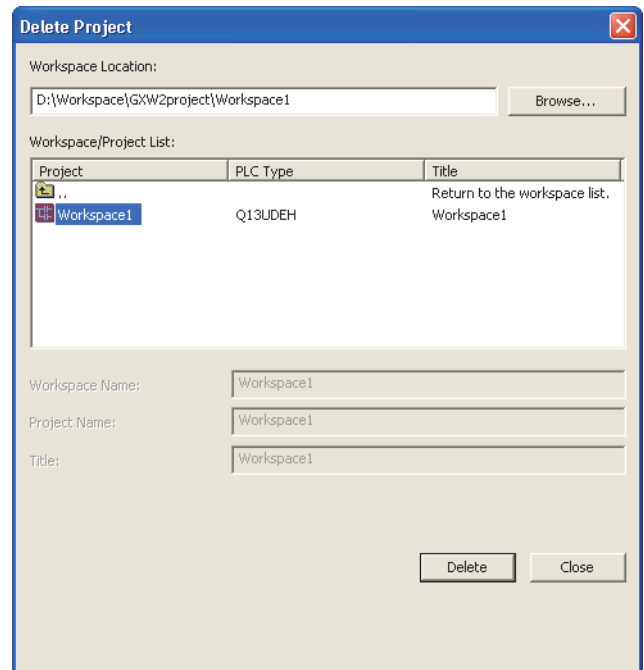 Delete Project
Workspace Location:
D:\Workspace\GXW2project\Workspace1 Browse...
Workspace/Project List:
Project PLC Type Title
.. Return to the workspace list.
Workspace1 Q13UDEH Workspace1
Workspace Name: Workspace1
Project Name: Workspace1
Title: Workspace1
Delete Close